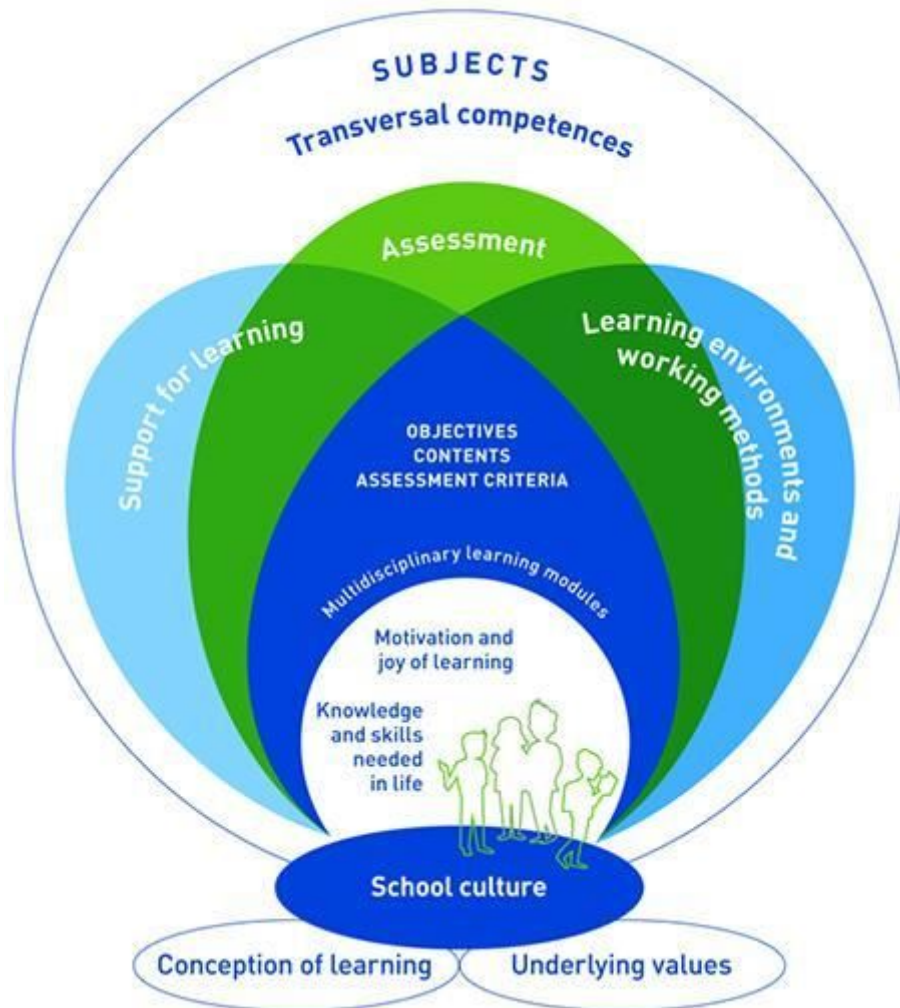 SUBJECTS
Transversal competences
Assessment
Support for learning
Learning environments and
working methods
OBJECTIVES
CONTENTS
ASSESSMENT CRITERIA
Multidisciplinary learning modules
Motivation and
joy of learning
Knowledge
and skills
needed
in life
School culture
Conception of learning
Underlying values